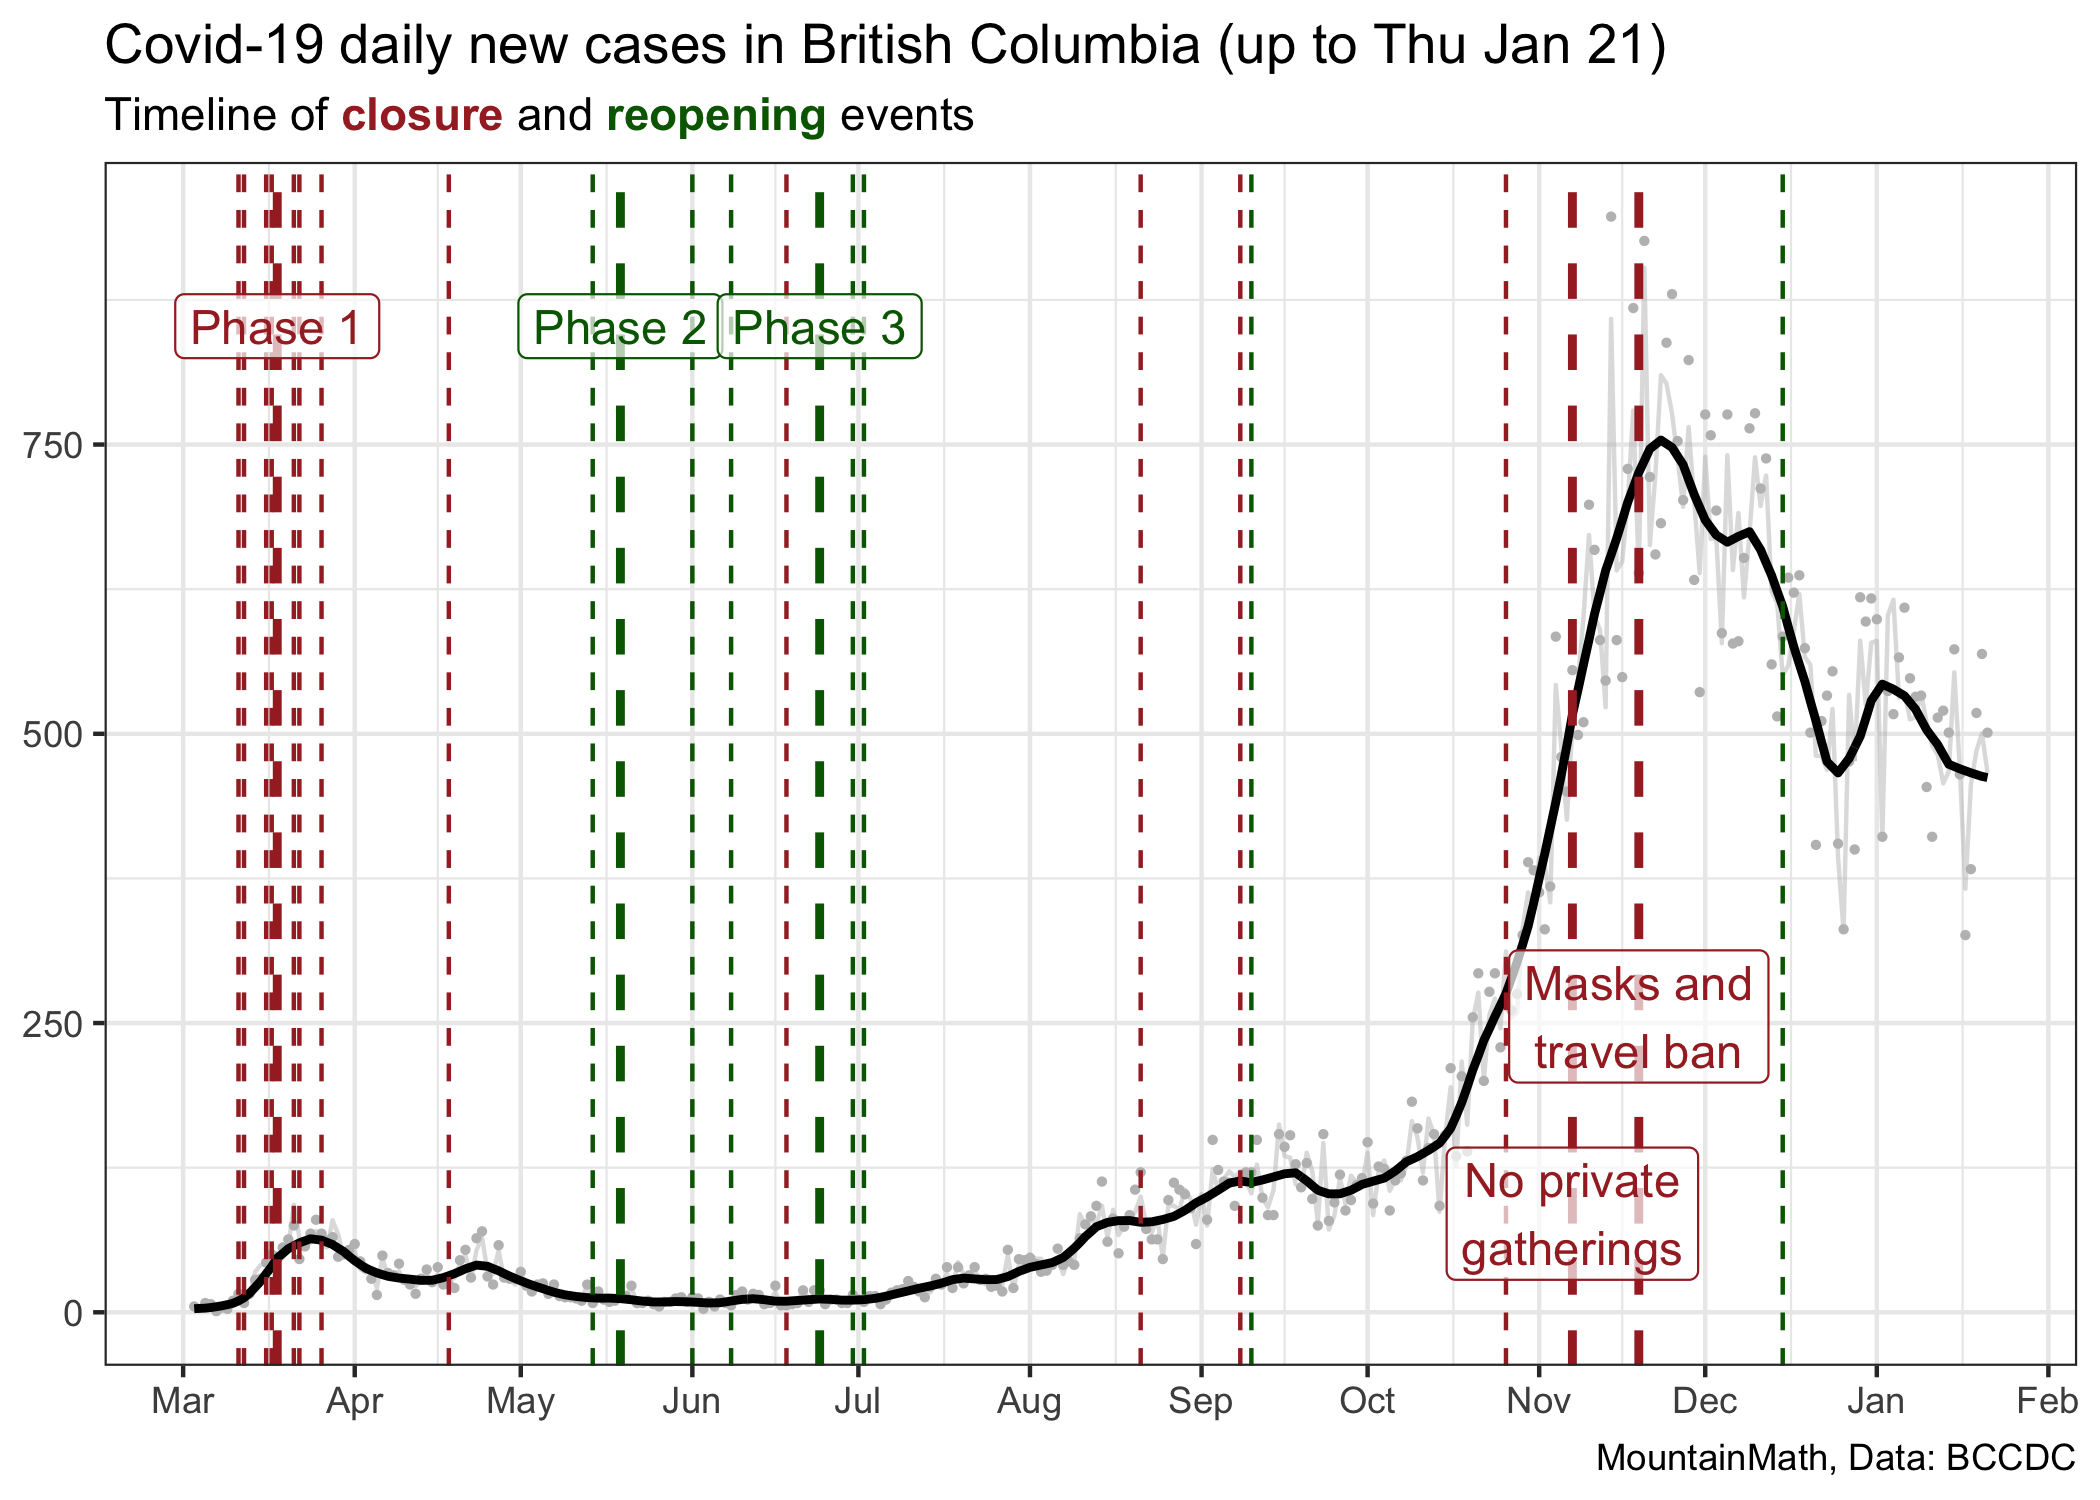 Covid-19 daily new cases in British Columbia (up to Thu Jan 21)
Timeline of closure and reopening events
Phase 1
Phase 2
Phase 3
750
500
250
0
Masks and
travel ban
No private
gatherings
Mar
Apr
May
Jun
Jul
Aug
Sep
Oct
Nov
Dec
Jan
Feb
MountainMath, Data: BCCDC